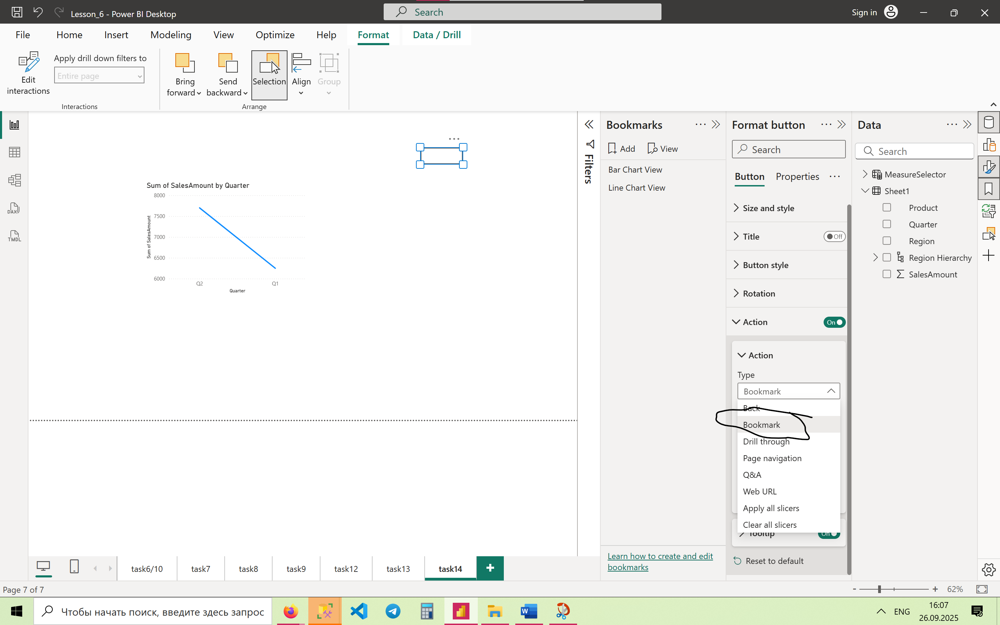 Lesson_6 - Power BI Desktop
Search
Sign in
File
Home
Insert
Modeling
View
Optimize
Help
Format
Data / Drill
Edit
interactions
Apply drill down filters to
Entire page
Interactions
Bring
forward
Send
backward
Selection
Align
Group
Arrange
DAX
TMDL
Sum of SalesAmount by Quarter
Sum of SalesAmount
8000
7500
7000
6500
6000
Q2
Q1
Quarter
Filters
Bookmarks
Add
View
Bar Chart View
Line Chart View
Learn how to create and edit
bookmarks
Format button
Search
Button
Properties
Size and style
Title
Off
Button style
Rotation
Action
On
Action
Type
Bookmark
Back
Bookmark
Drill through
Page navigation
Q&A
Web URL
Apply all slicers
Clear all slicers
Tooltip
On
Reset to default
Data
Search
MeasureSelector
Sheet1
Product
Quarter
Region
Region Hierarchy
SalesAmount
task6/10
task7
task8
task9
task12
task13
task14
Page 7 of 7
62%
Чтобы начать поиск, введите здесь запрос
ENG
16:07
26.09.2025